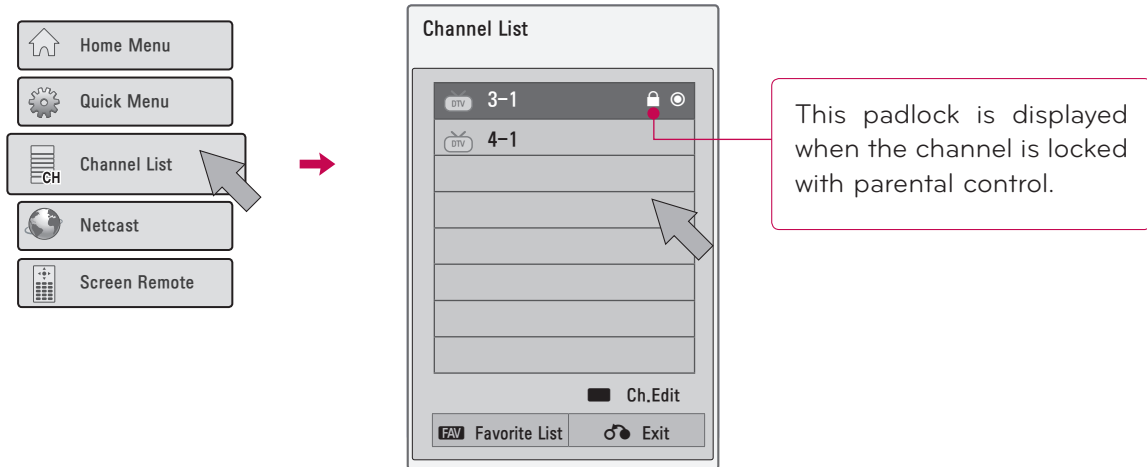 Home Menu
Quick Menu
CH Channel List
Netcast
Screen Remote
Channel List
DTV 3-1
DTV 4-1
Ch.Edit
FAV Favorite List
Exit
This padlock is displayed
when the channel is locked
with parental control.